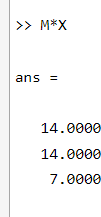 >> M*X
ans =
14.0000
14.0000
7.0000